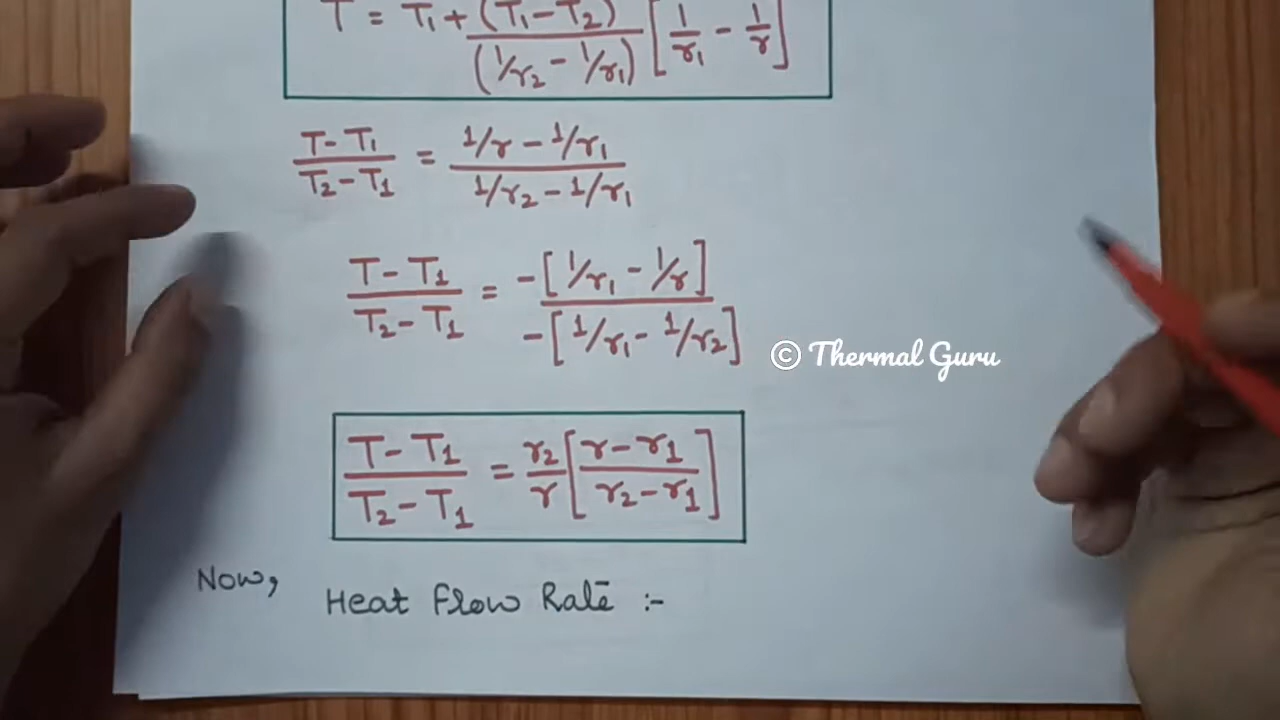 T = T₁ + (T₁ - T₂) / (1/r₂ - 1/r₁) [1/r₁ - 1/r]
T - T₁ / T₂ - T₁ = 1/r - 1/r₁ / 1/r₂ - 1/r₁
T - T₁ / T₂ - T₁ = -[1/r₁ - 1/r] / -[1/r₁ - 1/r₂]
© Thermal Guru
T - T₁ / T₂ - T₁ = r₂/r [r - r₁ / r₂ - r₁]
Now,
Heat Flow Rate :-